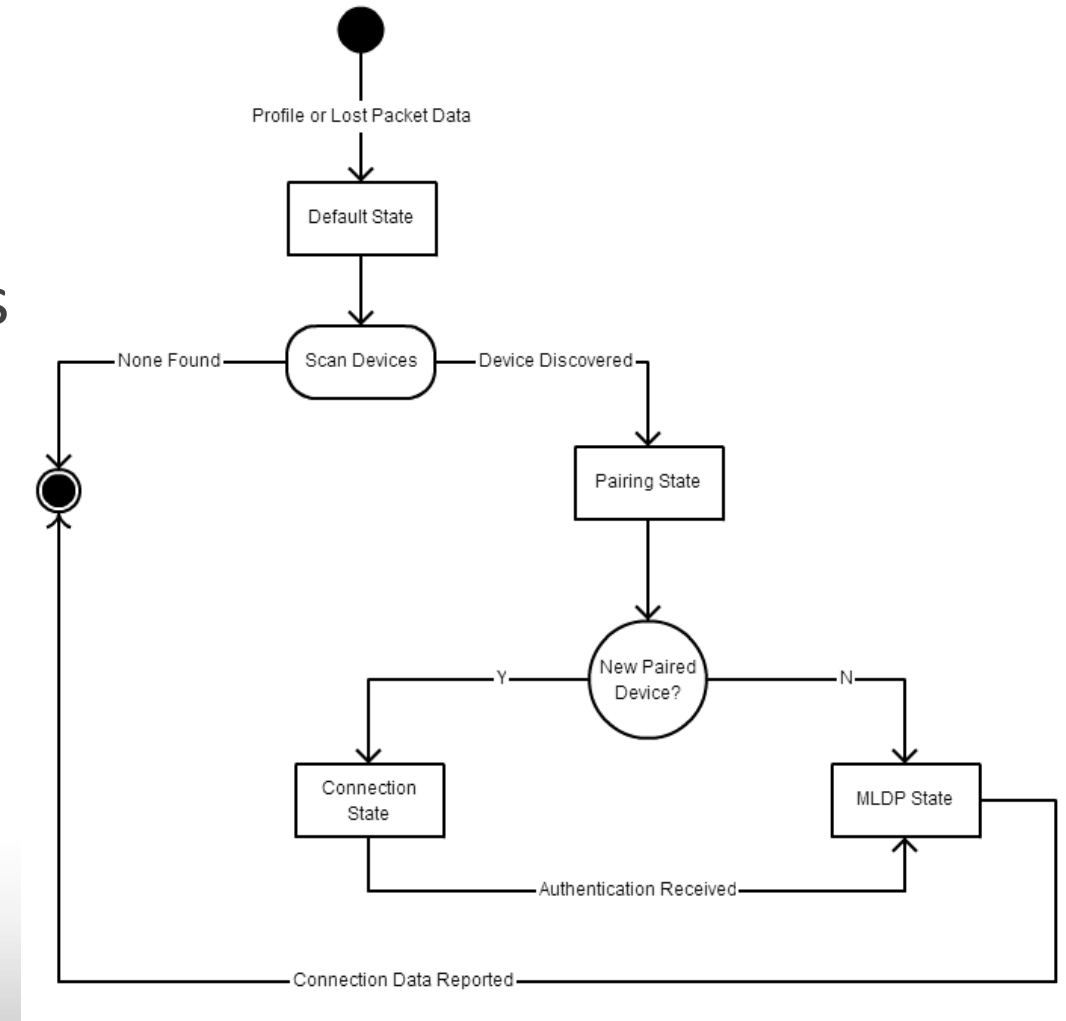 Profile or Lost Packet Data
Default State
s
None Found
Scan Devices
Device Discovered
Pairing State
New Paired
Device?
Y
N
Connection
State
MLDP State
Authentication Received
Connection Data Reported